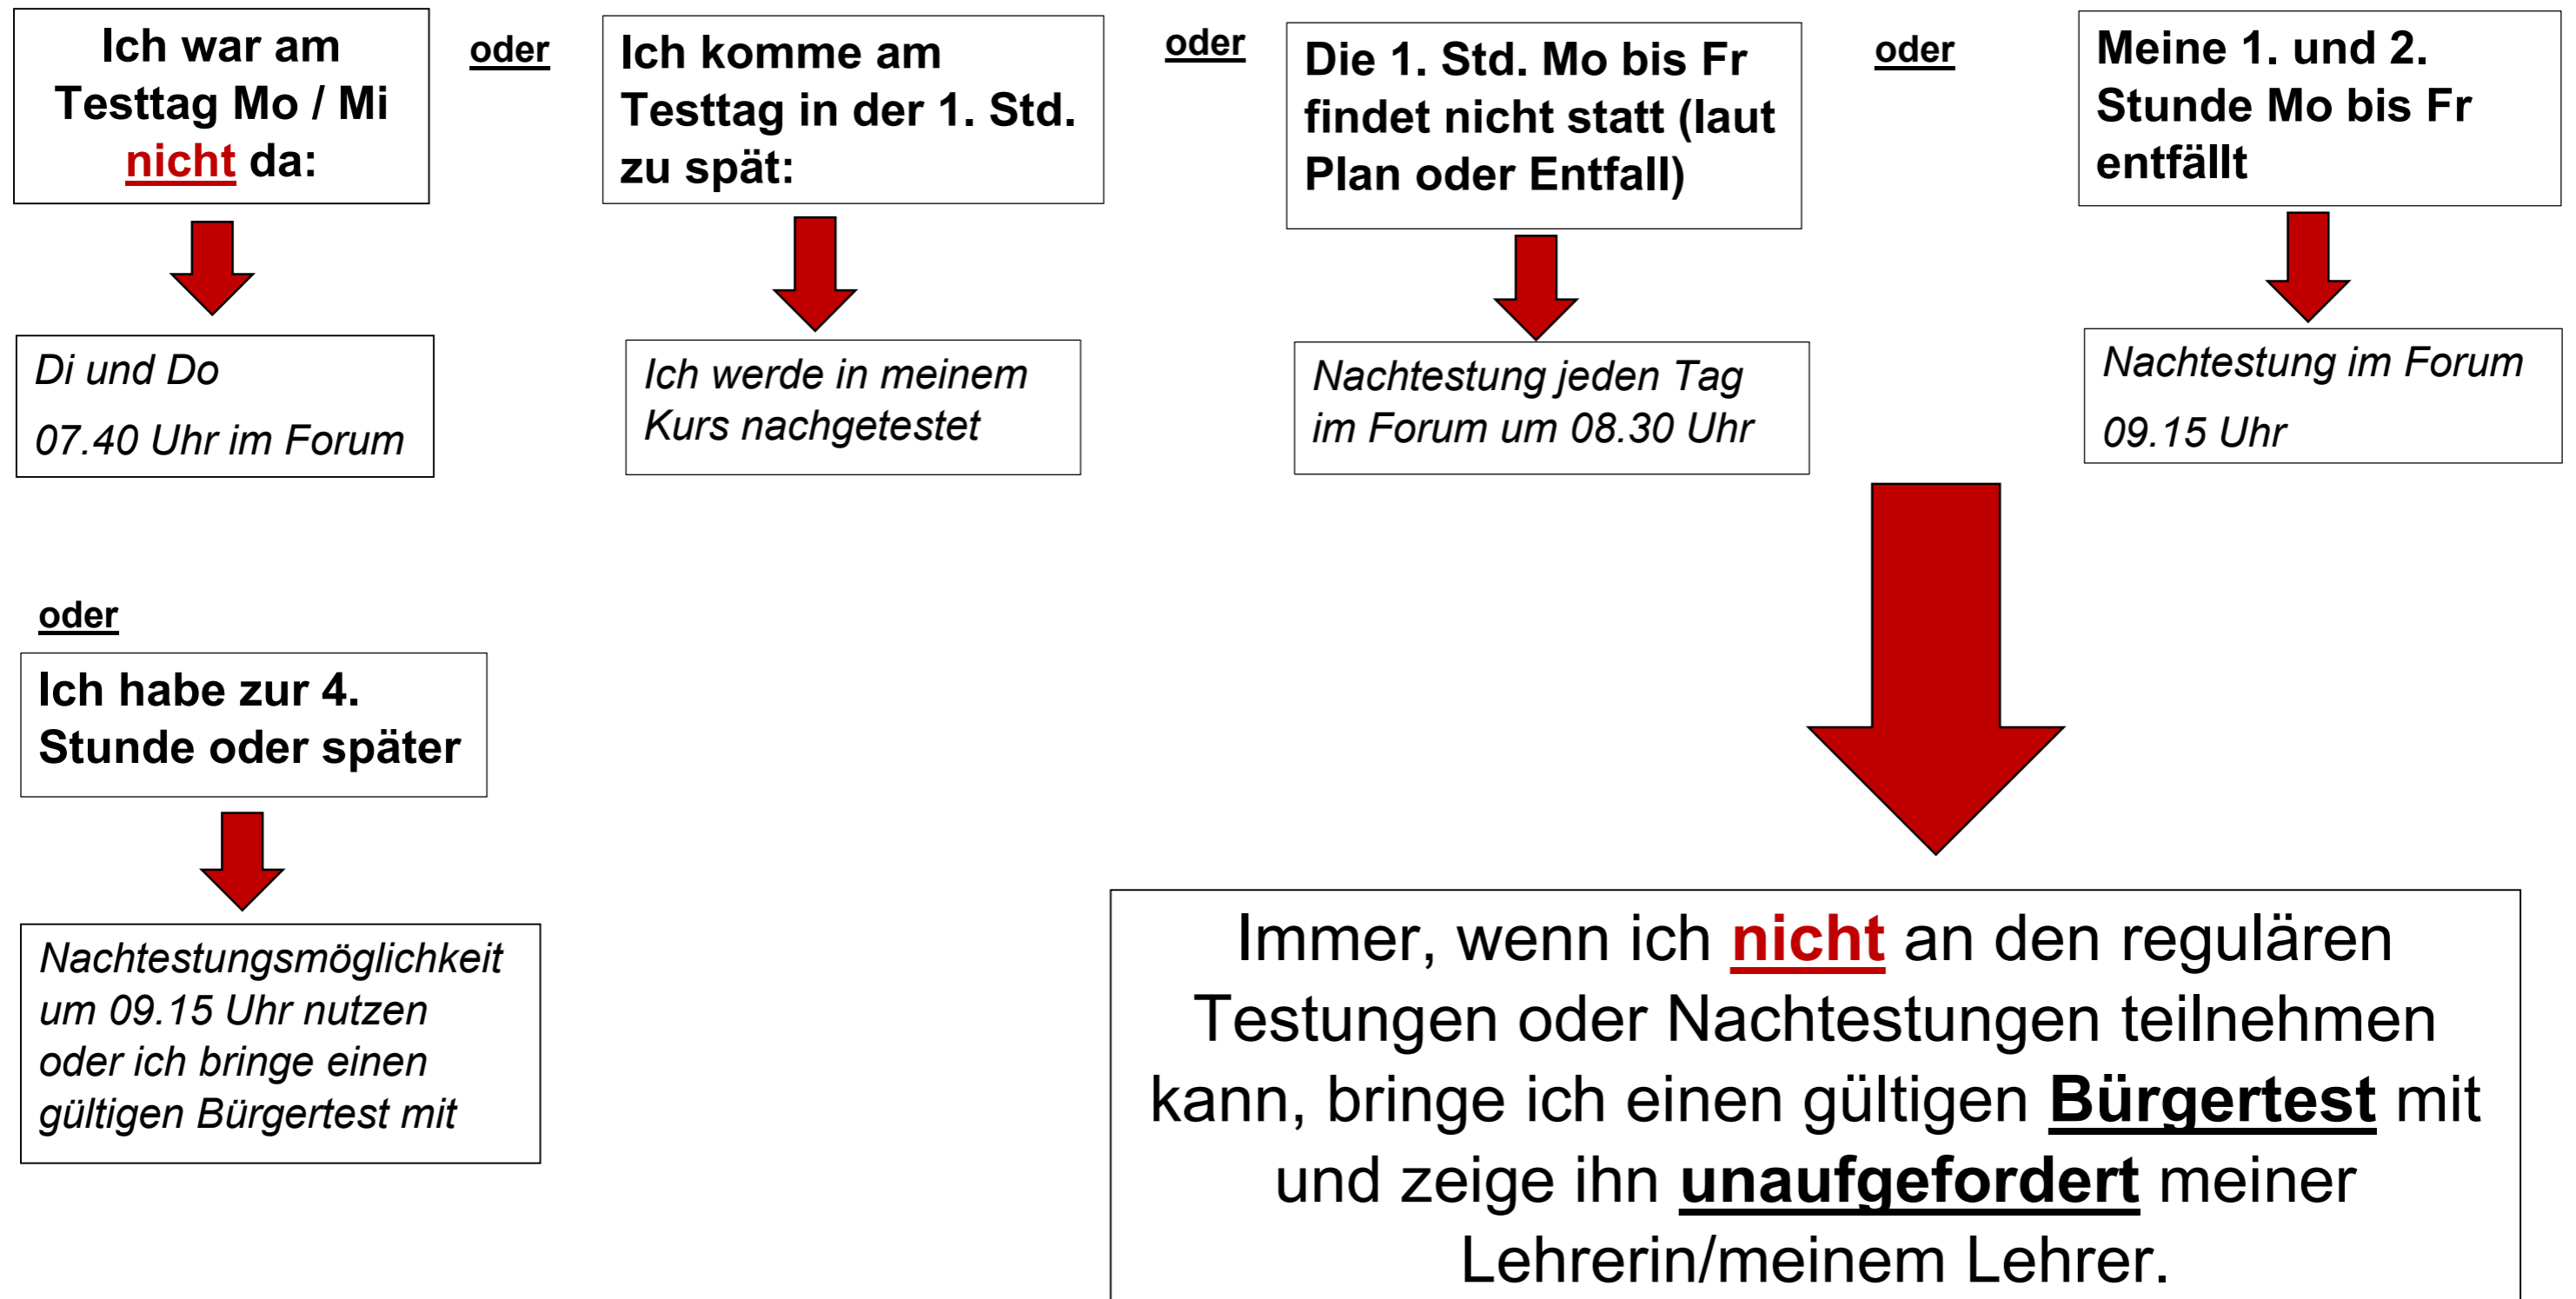 Ich war am
Testtag Mo / Mi
nicht da:
oder
Ich komme am
Testtag in der 1. Std.
zu spät:
oder
Die 1. Std. Mo bis Fr
findet nicht statt (laut
Plan oder Entfall)
oder
Meine 1. und 2.
Stunde Mo bis Fr
entfällt
Di und Do
07.40 Uhr im Forum
Ich werde in meinem
Kurs nachgetestet
Nachtestung jeden Tag
im Forum um 08.30 Uhr
Nachtestung im Forum
09.15 Uhr
oder
Ich habe zur 4.
Stunde oder später
Nachtestungsmöglichkeit
um 09.15 Uhr nutzen
oder ich bringe einen
gültigen Bürgertest mit
Immer, wenn ich nicht an den regulären
Testungen oder Nachtestungen teilnehmen
kann, bringe ich einen gültigen Bürgertest mit
und zeige ihn unaufgefordert meiner
Lehrerin/meinem Lehrer.